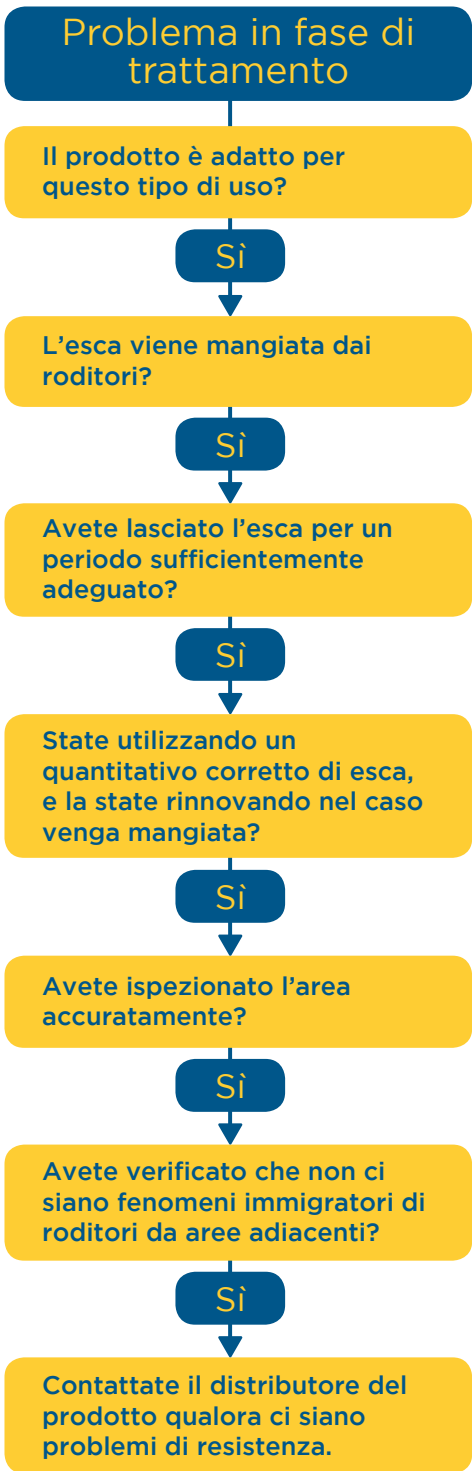 Problema in fase di
trattamento
Il prodotto è adatto per
questo tipo di uso?
Sì
L’esca viene mangiata dai
roditori?
Sì
Avete lasciato l’esca per un
periodo sufficientemente
adeguato?
Sì
State utilizzando un
quantitativo corretto di esca,
e la state rinnovando nel caso
venga mangiata?
Sì
Avete ispezionato l’area
accuratamente?
Sì
Avete verificato che non ci
siano fenomeni immigratori di
roditori da aree adiacenti?
Sì
Contattate il distributore del
prodotto qualora ci siano
problemi di resistenza.